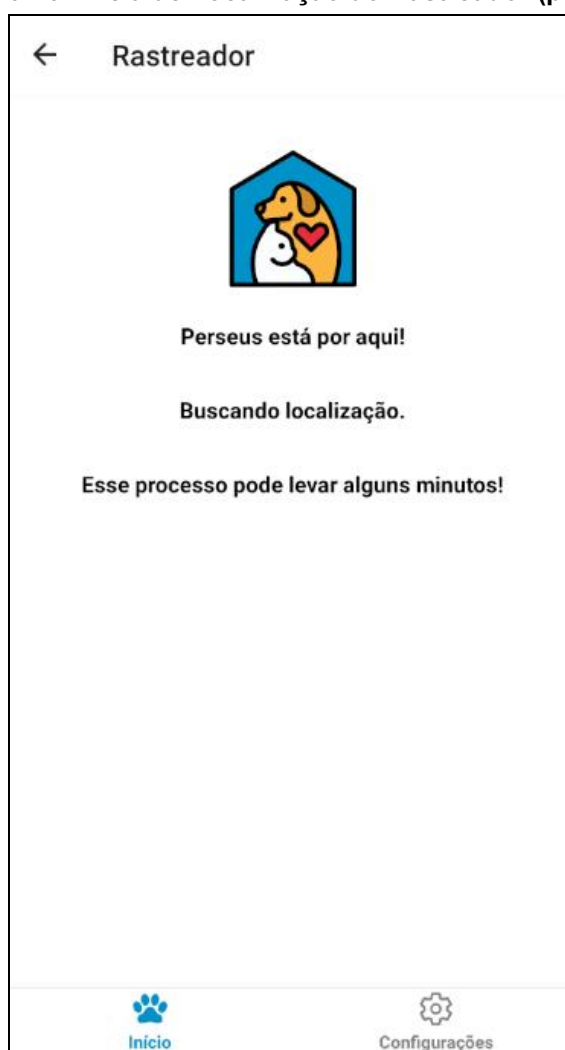 Rastreador
Perseus está por aqui!
Buscando localização.
Esse processo pode levar alguns minutos!
Início
Configurações